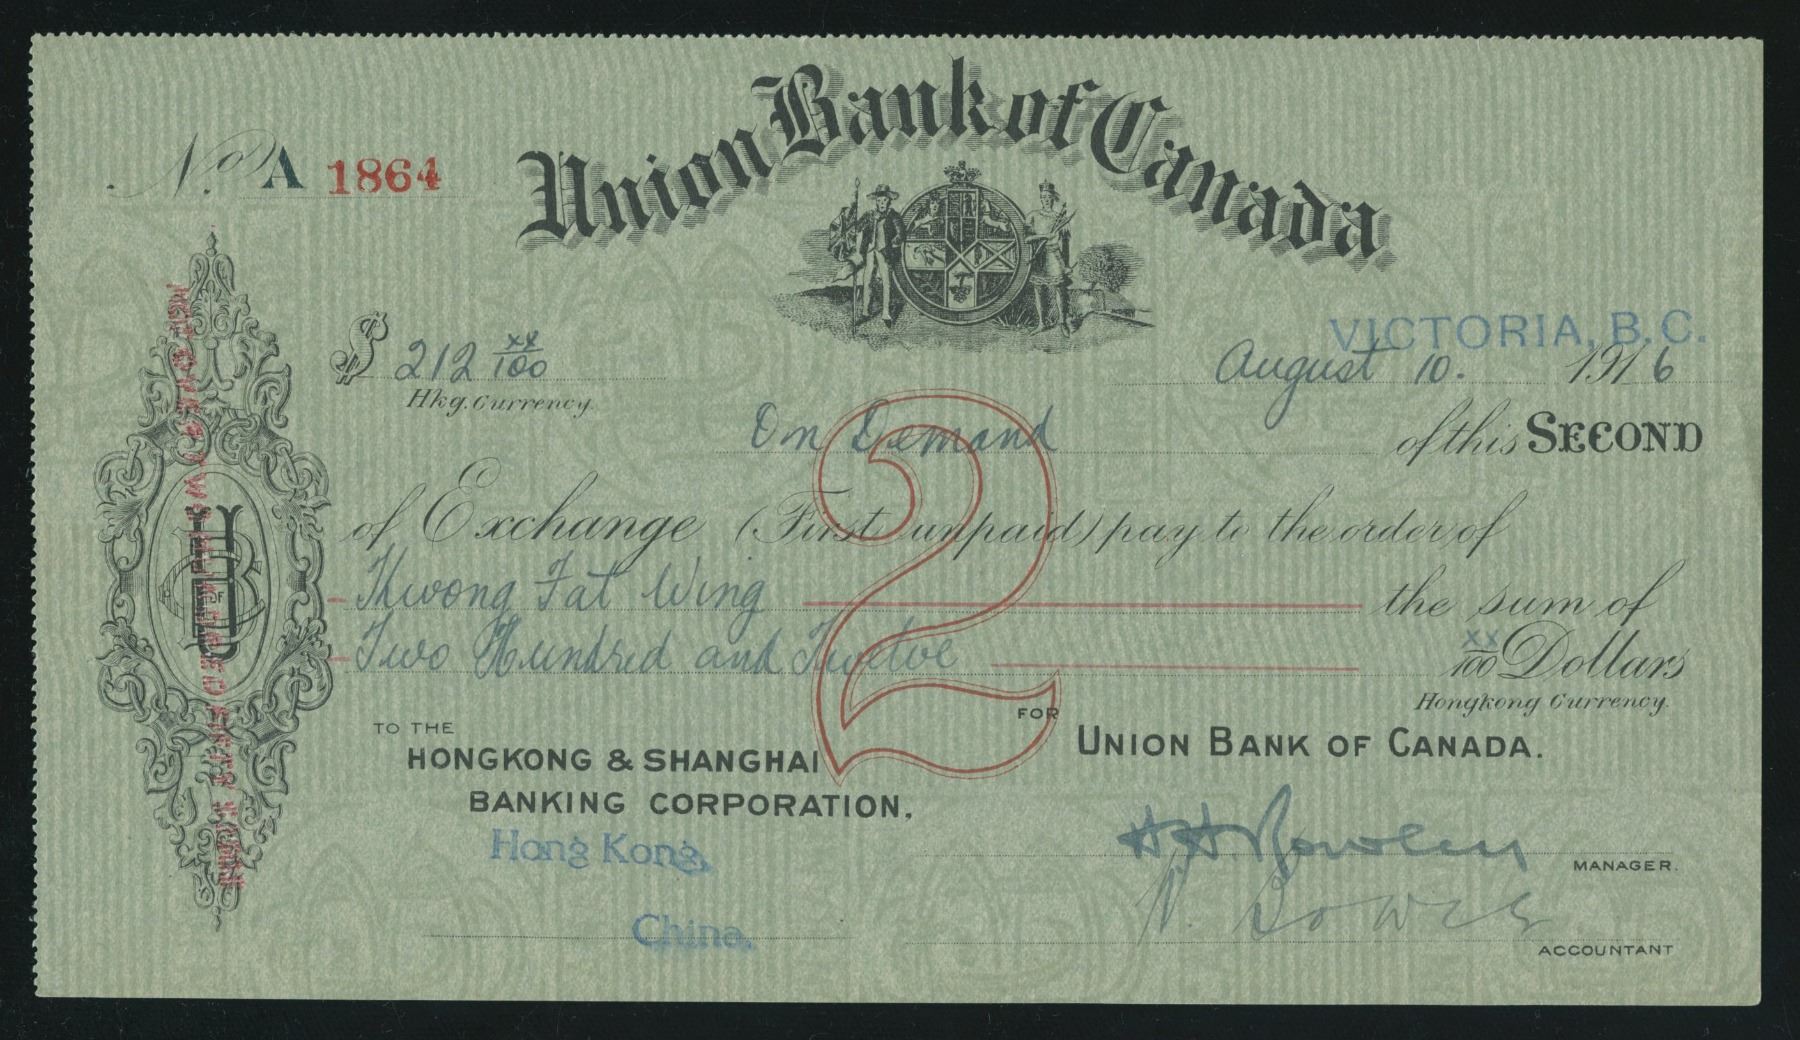 Union Bank of Canada
No. A 1864
VICTORIA, B.C.
$ 212 xx/100
August 10. 1916
Hkg. Currency.
On Demand of this SECOND
of Exchange (First unpaid) pay to the order of
Kwong Fat Wing the sum of
Two Hundred and Twelve xx/100 Dollars
Hongkong Currency.
2
TO THE
HONGKONG & SHANGHAI
BANKING CORPORATION,
Hong Kong,
China.
FOR
UNION BANK OF CANADA.
MANAGER.
ACCOUNTANT
UBC
OF